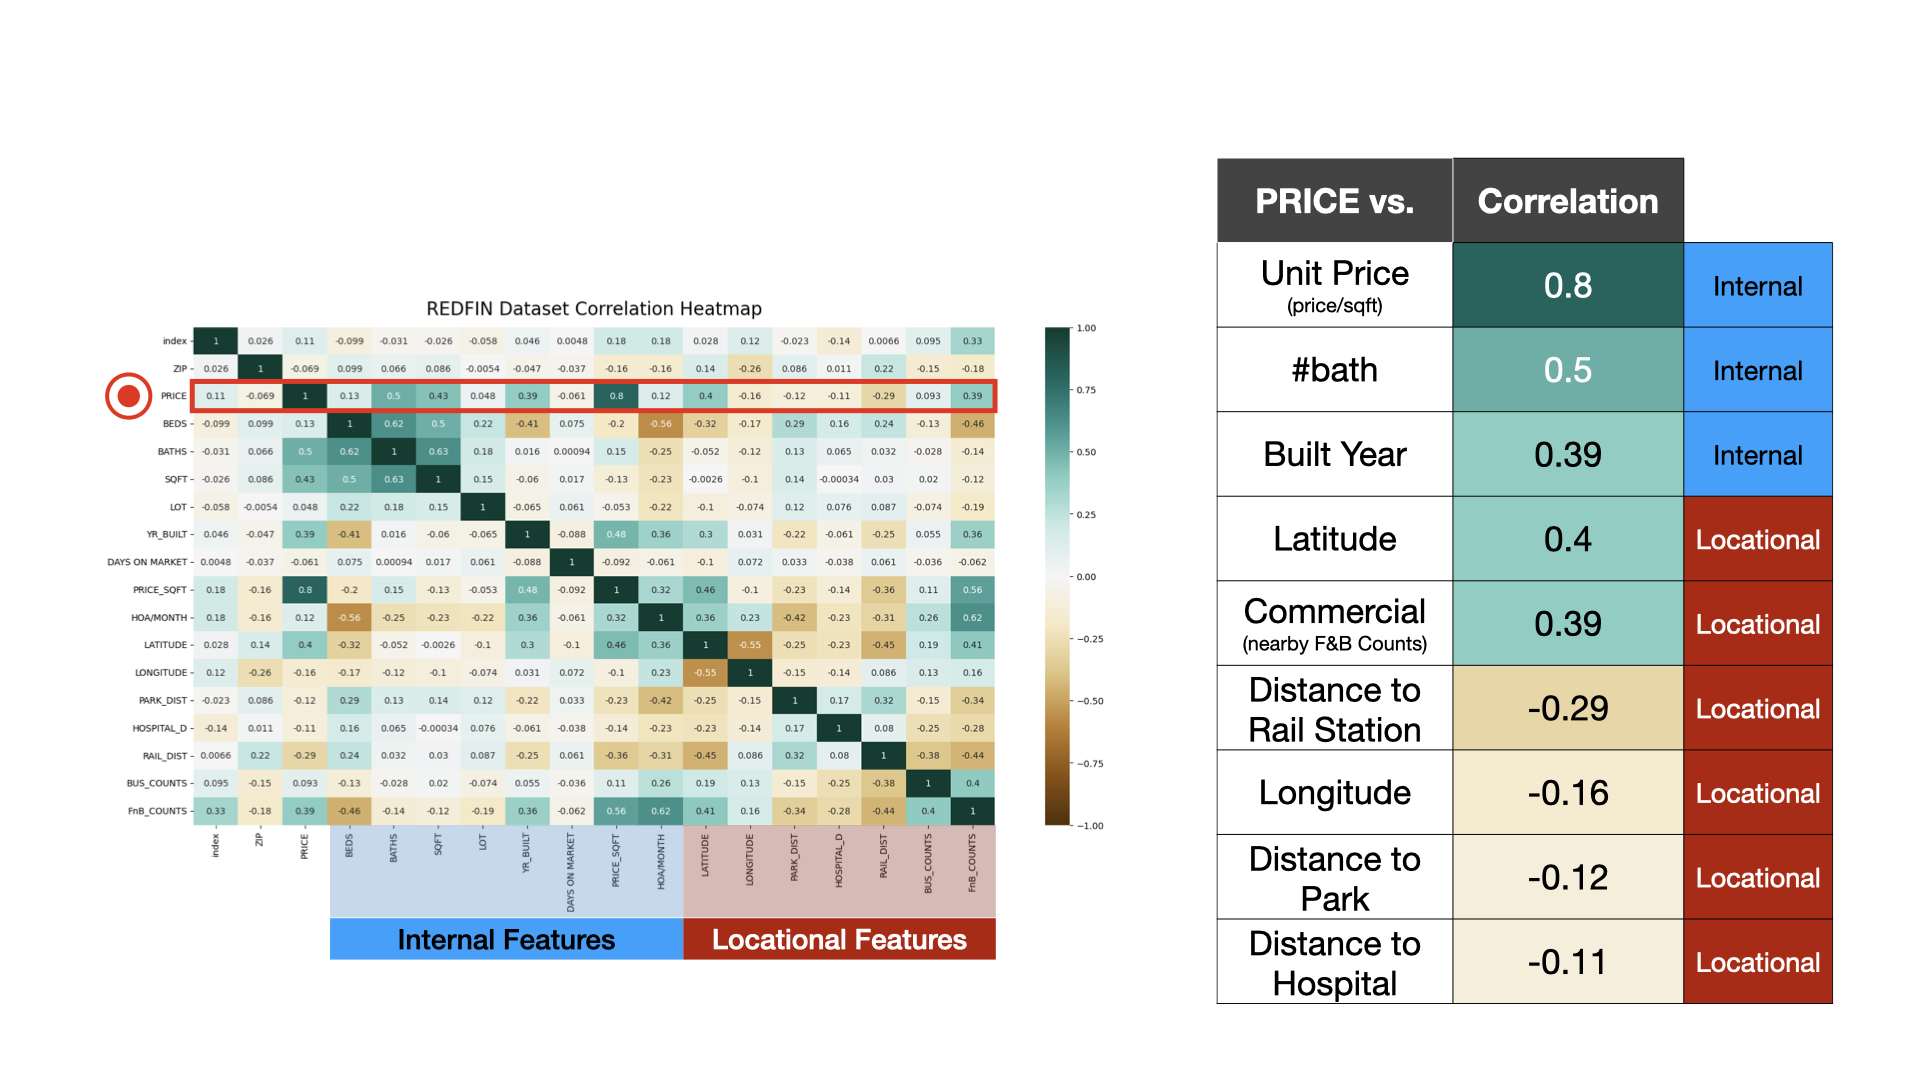 REDFIN Dataset Correlation Heatmap
index 1 0.026 0.11 -0.099 -0.031 -0.026 -0.058 0.046 0.0048 0.18 0.18 0.028 0.12 -0.023 -0.14 0.0066 0.095 0.33
ZIP 0.026 1 -0.069 0.099 0.066 0.086 -0.0054 -0.047 -0.037 -0.16 -0.16 0.14 -0.26 0.086 0.011 0.22 -0.15 -0.18
PRICE 0.11 -0.069 1 0.13 0.5 0.43 0.048 0.39 -0.061 0.8 0.12 0.4 -0.16 -0.12 -0.11 -0.29 0.093 0.39
BEDS -0.099 0.099 0.13 1 0.62 0.5 0.22 -0.41 0.075 -0.2 -0.56 -0.32 -0.17 0.29 0.16 0.24 -0.13 -0.46
BATHS -0.031 0.066 0.5 0.62 1 0.63 0.18 0.016 0.00094 0.15 -0.25 -0.052 -0.12 0.13 0.065 0.032 -0.028 -0.14
SQFT -0.026 0.086 0.43 0.5 0.63 1 0.15 -0.06 0.017 -0.13 -0.23 -0.0026 -0.1 0.14 -0.00034 0.03 0.02 -0.12
LOT -0.058 -0.0054 0.048 0.22 0.18 0.15 1 -0.065 0.061 -0.053 -0.22 -0.1 -0.074 0.12 0.076 0.087 -0.074 -0.19
YR_BUILT 0.046 -0.047 0.39 -0.41 0.016 -0.06 -0.065 1 -0.088 0.48 0.36 0.3 0.031 -0.22 -0.061 -0.25 0.055 0.36
DAYS ON MARKET 0.0048 -0.037 -0.061 0.075 0.00094 0.017 0.061 -0.088 1 -0.092 -0.061 -0.1 0.072 0.033 -0.038 0.061 -0.036 -0.062
PRICE_SQFT 0.18 -0.16 0.8 -0.2 0.15 -0.13 -0.053 0.48 -0.092 1 0.32 0.46 -0.1 -0.23 -0.14 -0.36 0.11 0.56
HOA/MONTH 0.18 -0.16 0.12 -0.56 -0.25 -0.23 -0.22 0.36 -0.061 0.32 1 0.36 0.23 -0.42 -0.23 -0.31 0.26 0.62
LATITUDE 0.028 0.14 0.4 -0.32 -0.052 -0.0026 -0.1 0.3 -0.1 0.46 0.36 1 -0.55 -0.25 -0.23 -0.45 0.19 0.41
LONGITUDE 0.12 -0.26 -0.16 -0.17 -0.12 -0.1 -0.074 0.031 0.072 -0.1 0.23 -0.55 1 -0.15 -0.14 0.086 0.13 0.16
PARK_DIST -0.023 0.086 -0.12 0.29 0.13 0.14 0.12 -0.22 0.033 -0.23 -0.42 -0.25 -0.15 1 0.17 0.32 -0.15 -0.34
HOSPITAL_D -0.14 0.011 -0.11 0.16 0.065 -0.00034 0.076 -0.061 -0.038 -0.14 -0.23 -0.23 -0.14 0.17 1 0.08 -0.25 -0.28
RAIL_DIST 0.0066 0.22 -0.29 0.24 0.032 0.03 0.087 -0.25 0.061 -0.36 -0.31 -0.45 0.086 0.32 0.08 1 -0.38 -0.44
BUS_COUNTS 0.095 -0.15 0.093 -0.13 -0.028 0.02 -0.074 0.055 -0.036 0.11 0.26 0.19 0.13 -0.15 -0.25 -0.38 1 0.4
FnB_COUNTS 0.33 -0.18 0.39 -0.46 -0.14 -0.12 -0.19 0.36 -0.062 0.56 0.62 0.41 0.16 -0.34 -0.28 -0.44 0.4 1
index ZIP PRICE BEDS BATHS SQFT LOT YR_BUILT DAYS ON MARKET PRICE_SQFT HOA/MONTH LATITUDE LONGITUDE PARK_DIST HOSPITAL_D RAIL_DIST BUS_COUNTS FnB_COUNTS
1.00
0.75
0.50
0.25
0.00
-0.25
-0.50
-0.75
-1.00
Internal Features Locational Features
PRICE vs. Correlation
Unit Price
(price/sqft)
0.8 Internal
#bath 0.5 Internal
Built Year 0.39 Internal
Latitude 0.4 Locational
Commercial
(nearby F&B Counts)
0.39 Locational
Distance to
Rail Station
-0.29 Locational
Longitude -0.16 Locational
Distance to
Park
-0.12 Locational
Distance to
Hospital
-0.11 Locational